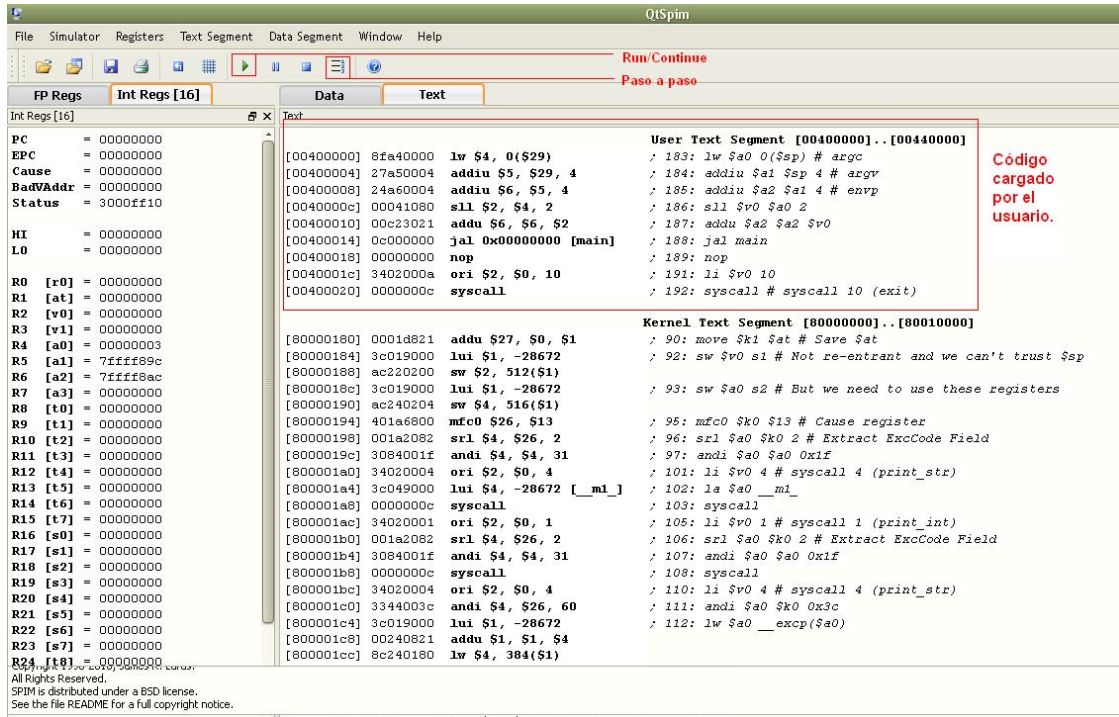 QtSpim
File Simulator Registers Text Segment Data Segment Window Help
Run/Continue
Paso a paso
FP Regs Int Regs [16] Data Text
Int Regs [16]
Text
PC = 00000000
EPC = 00000000
Cause = 00000000
BadVAddr = 00000000
Status = 3000ff10
HI = 00000000
LO = 00000000
R0 [r0] = 00000000
R1 [at] = 00000000
R2 [v0] = 00000000
R3 [v1] = 00000000
R4 [a0] = 00000003
R5 [a1] = 7ffff89c
R6 [a2] = 7ffff8ac
R7 [a3] = 00000000
R8 [t0] = 00000000
R9 [t1] = 00000000
R10 [t2] = 00000000
R11 [t3] = 00000000
R12 [t4] = 00000000
R13 [t5] = 00000000
R14 [t6] = 00000000
R15 [t7] = 00000000
R16 [s0] = 00000000
R17 [s1] = 00000000
R18 [s2] = 00000000
R19 [s3] = 00000000
R20 [s4] = 00000000
R21 [s5] = 00000000
R22 [s6] = 00000000
R23 [s7] = 00000000
R24 [t8] = 00000000
User Text Segment [00400000]..[00440000]
[00400000] 8fa40000 lw $4, 0($29) ; 183: lw $a0 0($sp) # argc
[00400004] 27a50004 addiu $5, $29, 4 ; 184: addiu $a1 $sp 4 # argv
[00400008] 24a60004 addiu $6, $5, 4 ; 185: addiu $a2 $a1 4 # envp
[0040000c] 00041080 sll $2, $4, 2 ; 186: sll $v0 $a0 2
[00400010] 00c23021 addu $6, $6, $2 ; 187: addu $a2 $a2 $v0
[00400014] 0c000000 jal 0x00000000 [main] ; 188: jal main
[00400018] 00000000 nop ; 189: nop
[0040001c] 3402000a ori $2, $0, 10 ; 191: li $v0 10
[00400020] 0000000c syscall ; 192: syscall # syscall 10 (exit)
Código
cargado
por el
usuario.
Kernel Text Segment [80000000]..[80010000]
[80000180] 0001d821 addu $27, $0, $1 ; 90: move $k1 $at # Save $at
[80000184] 3c019000 lui $1, -28672 ; 92: sw $v0 s1 # Not re-entrant and we can't trust $sp
[80000188] ac220200 sw $2, 512($1)
[8000018c] 3c019000 lui $1, -28672 ; 93: sw $a0 s2 # But we need to use these registers
[80000190] ac240204 sw $4, 516($1)
[80000194] 401a6800 mfc0 $26, $13 ; 95: mfc0 $k0 $13 # Cause register
[80000198] 001a2082 srl $4, $26, 2 ; 96: srl $a0 $k0 2 # Extract ExcCode Field
[8000019c] 3084001f andi $4, $4, 31 ; 97: andi $a0 $a0 0x1f
[800001a0] 34020004 ori $2, $0, 4 ; 101: li $v0 4 # syscall 4 (print_str)
[800001a4] 3c049000 lui $4, -28672 [__m1_] ; 102: la $a0 __m1_
[800001a8] 0000000c syscall ; 103: syscall
[800001ac] 34020001 ori $2, $0, 1 ; 105: li $v0 1 # syscall 1 (print_int)
[800001b0] 001a2082 srl $4, $26, 2 ; 106: srl $a0 $k0 2 # Extract ExcCode Field
[800001b4] 3084001f andi $4, $4, 31 ; 107: andi $a0 $a0 0x1f
[800001b8] 0000000c syscall ; 108: syscall
[800001bc] 34020004 ori $2, $0, 4 ; 110: li $v0 4 # syscall 4 (print_str)
[800001c0] 3344003c andi $4, $26, 60 ; 111: andi $a0 $k0 0x3c
[800001c4] 3c019000 lui $1, -28672 ; 112: lw $a0 __excp($a0)
[800001c8] 00240821 addu $1, $1, $4
[800001cc] 8c240180 lw $4, 384($1)
All Rights Reserved.
SPIM is distributed under a BSD license.
See the file README for a full copyright notice.